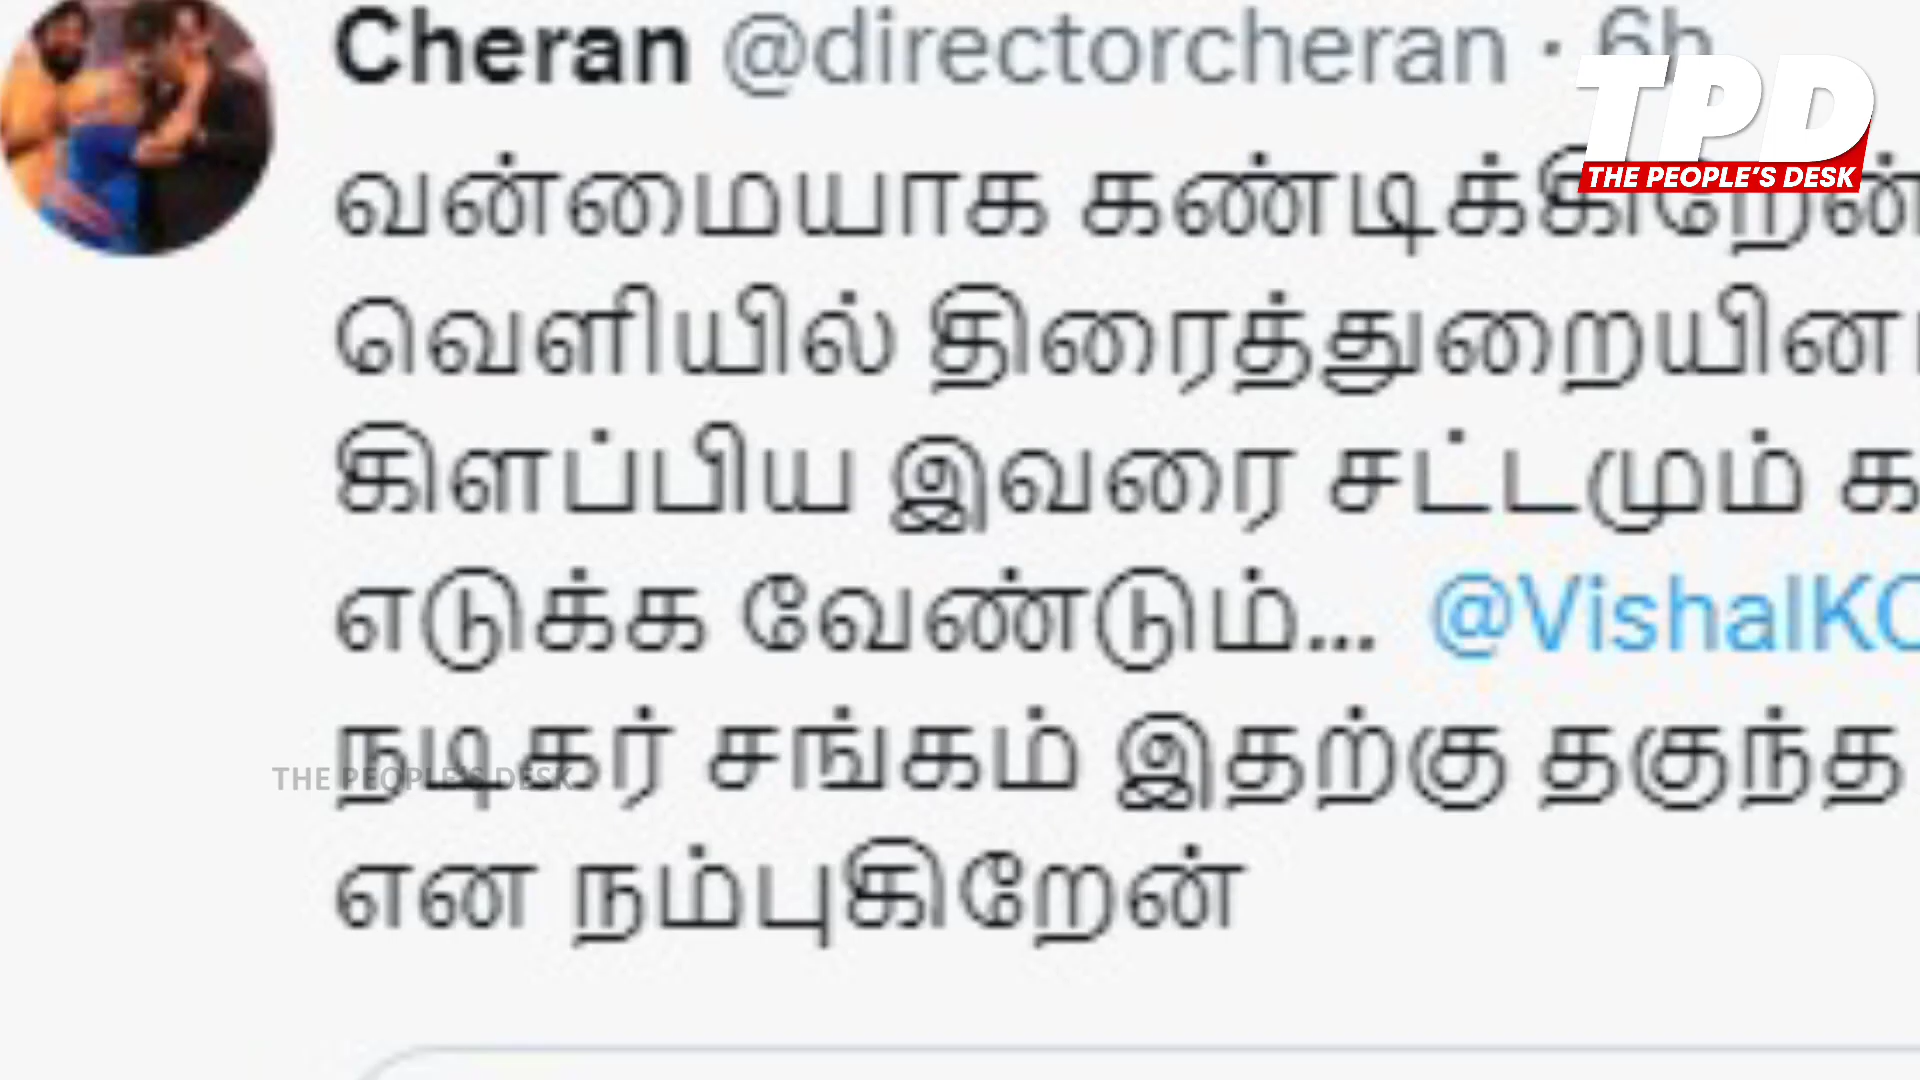 Cheran @directorcheran · 6h
TPD
THE PEOPLE'S DESK
வன்மையாக கண்டிக்கிறேன்
வெளியில் திரைத்துறையின
கிளப்பிய இவரை சட்டமும் க
எடுக்க வேண்டும்... @VishalKO
நடிகர் சங்கம் இதற்கு தகுந்த
THE PEOPLE'S DESK
என நம்புகிறேன்